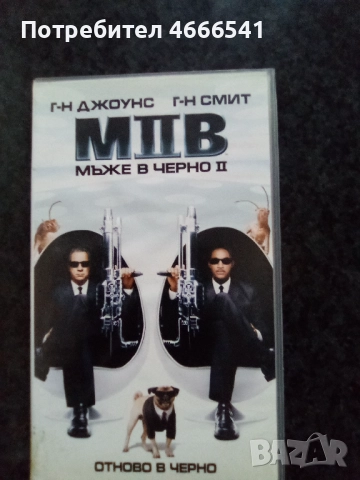 Потребител 4666541
Г-Н ДЖОУНС Г-Н СМИТ
MIIB
МЪЖЕ В ЧЕРНО II
ОТНОВО В ЧЕРНО
BAZAR